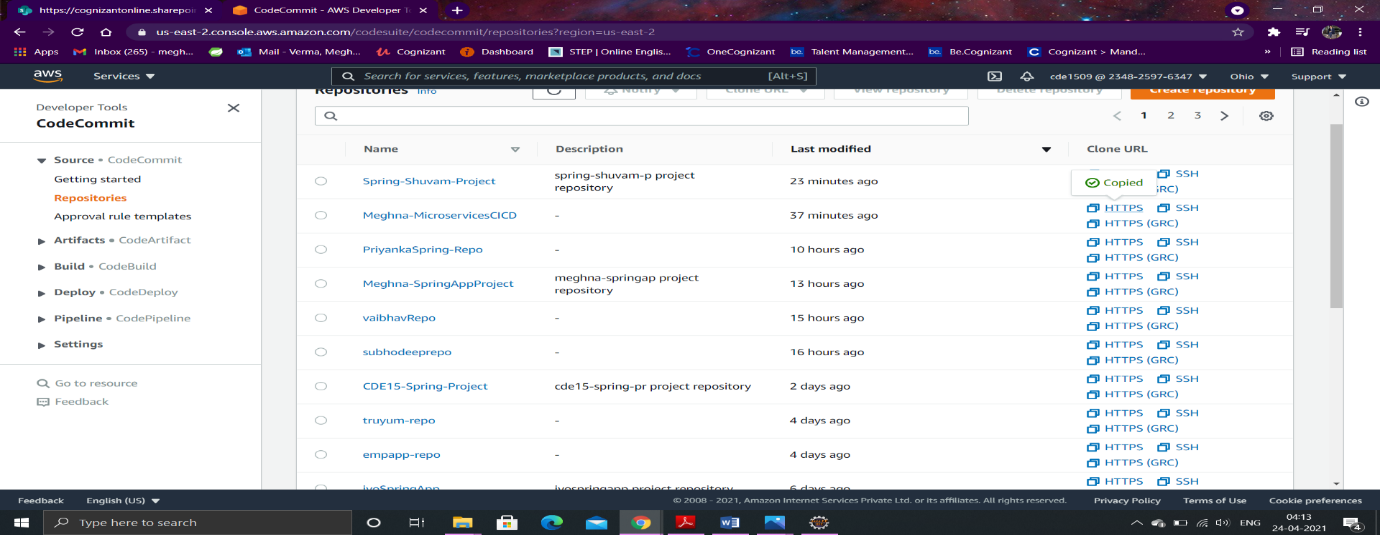 https://cognizantonline.sharepoi
CodeCommit - AWS Developer T
us-east-2.console.aws.amazon.com/codesuite/codecommit/repositories?region=us-east-2
Apps
Inbox (265) - megh...
Mail - Verma, Megh...
Cognizant
Dashboard
STEP | Online Englis...
OneCognizant
Talent Management...
Be.Cognizant
Cognizant > Mand...
»
Reading list
aws
Services
Search for services, features, marketplace products, and docs
[Alt+S]
cde1509 @ 2348-2597-6347
Ohio
Support
Developer Tools
CodeCommit
Source • CodeCommit
Getting started
Repositories
Approval rule templates
Artifacts • CodeArtifact
Build • CodeBuild
Deploy • CodeDeploy
Pipeline • CodePipeline
Settings
Go to resource
Feedback
Repositories Info
Notify
Clone URL
View repository
Delete repository
Create repository
1 2 3
Name
Description
Last modified
Clone URL
Spring-Shuvam-Project
spring-shuvam-p project
repository
23 minutes ago
SSH
Copied
GRC)
Meghna-MicroservicesCICD
-
37 minutes ago
HTTPS SSH
HTTPS (GRC)
PriyankaSpring-Repo
-
10 hours ago
HTTPS SSH
HTTPS (GRC)
Meghna-SpringAppProject
meghna-springap project
repository
13 hours ago
HTTPS SSH
HTTPS (GRC)
vaibhavRepo
-
15 hours ago
HTTPS SSH
HTTPS (GRC)
subhodeeprepo
-
16 hours ago
HTTPS SSH
HTTPS (GRC)
CDE15-Spring-Project
cde15-spring-pr project repository
2 days ago
HTTPS SSH
HTTPS (GRC)
truyum-repo
-
4 days ago
HTTPS SSH
HTTPS (GRC)
empapp-repo
-
4 days ago
HTTPS SSH
HTTPS (GRC)
project repository
6 days ago
HTTPS SSH
Feedback
English (US)
© 2008 - 2021, Amazon Internet Services Private Ltd. or its affiliates. All rights reserved.
Privacy Policy
Terms of Use
Cookie preferences
Type here to search
ENG
04:13
24-04-2021
4